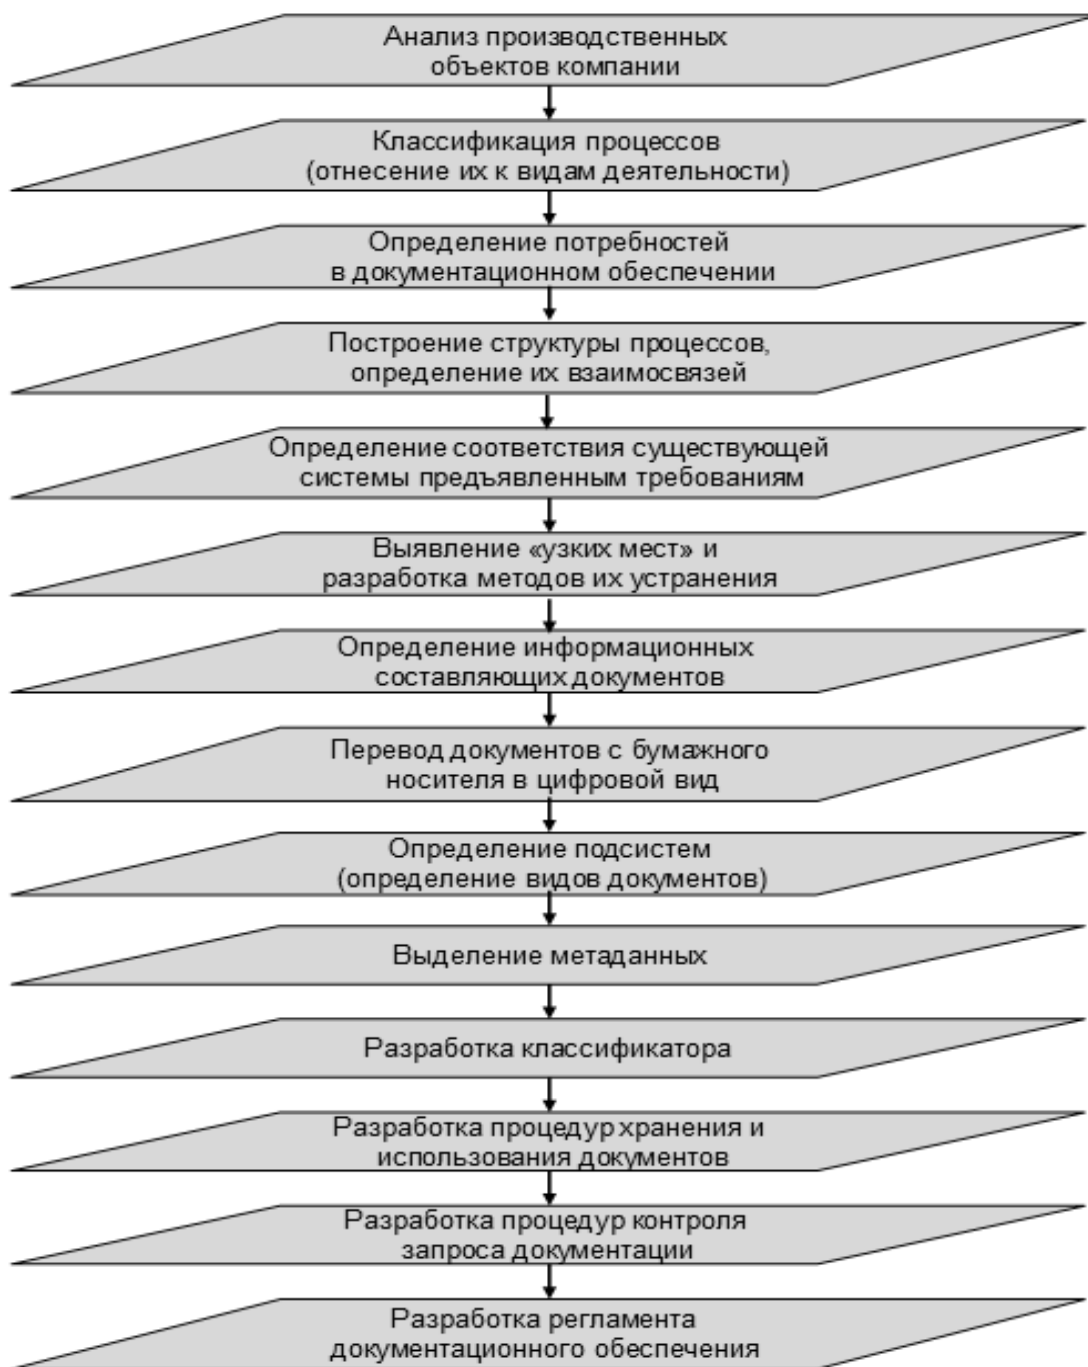 Анализ производственных
объектов компании
Классификация процессов
(отнесение их к видам деятельности)
Определение потребностей
в документационном обеспечении
Построение структуры процессов,
определение их взаимосвязей
Определение соответствия существующей
системы предъявленным требованиям
Выявление «узких мест» и
разработка методов их устранения
Определение информационных
составляющих документов
Перевод документов с бумажного
носителя в цифровой вид
Определение подсистем
(определение видов документов)
Выделение метаданных
Разработка классификатора
Разработка процедур хранения и
использования документов
Разработка процедур контроля
запроса документации
Разработка регламента
документационного обеспечения